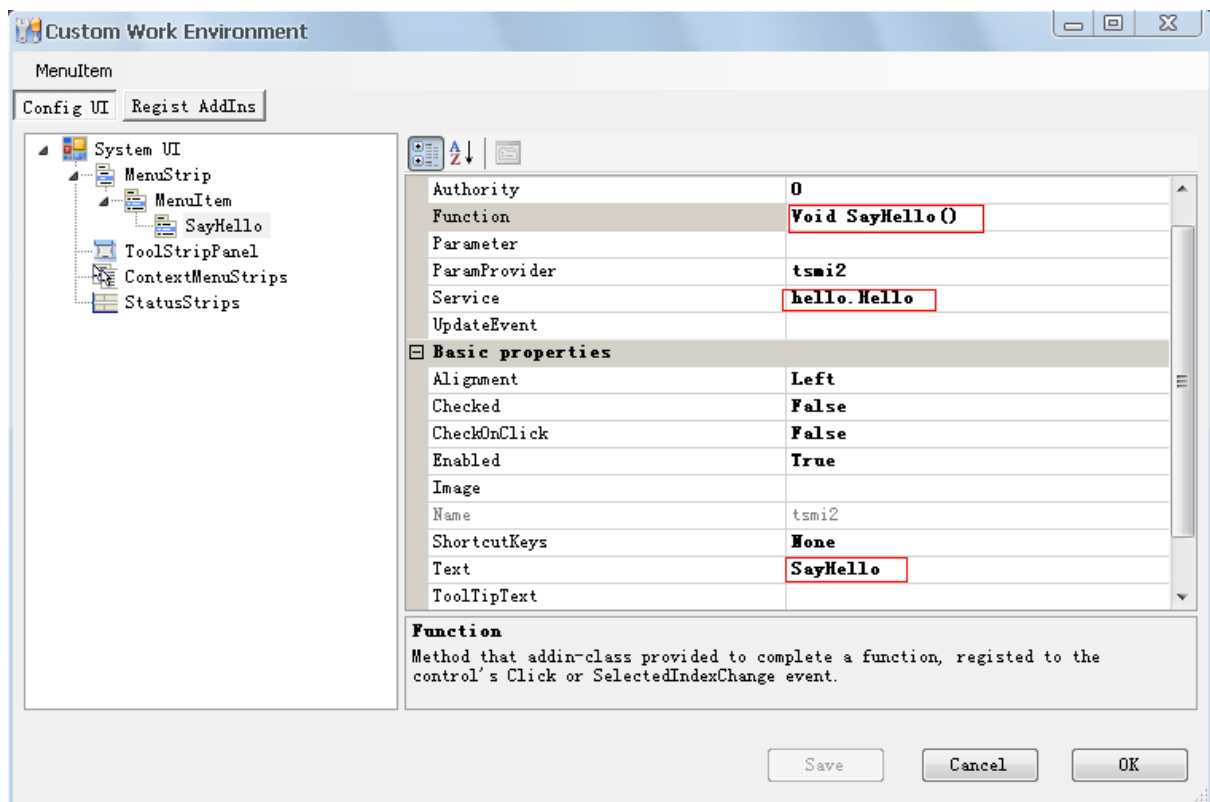 Custom Work Environment
MenuItem
Config UI Regist AddIns
System UI
MenuStrip
MenuItem
SayHello
ToolStripPanel
ContextMenuStrips
StatusStrips
Authority 0
Function Void SayHello()
Parameter
ParamProvider tsmi2
Service hello.Hello
UpdateEvent
Basic properties
Alignment Left
Checked False
CheckOnClick False
Enabled True
Image
Name tsmi2
ShortcutKeys None
Text SayHello
ToolTipText
Function
Method that addin-class provided to complete a function, registed to the
control's Click or SelectedIndexChange event.
Save Cancel OK